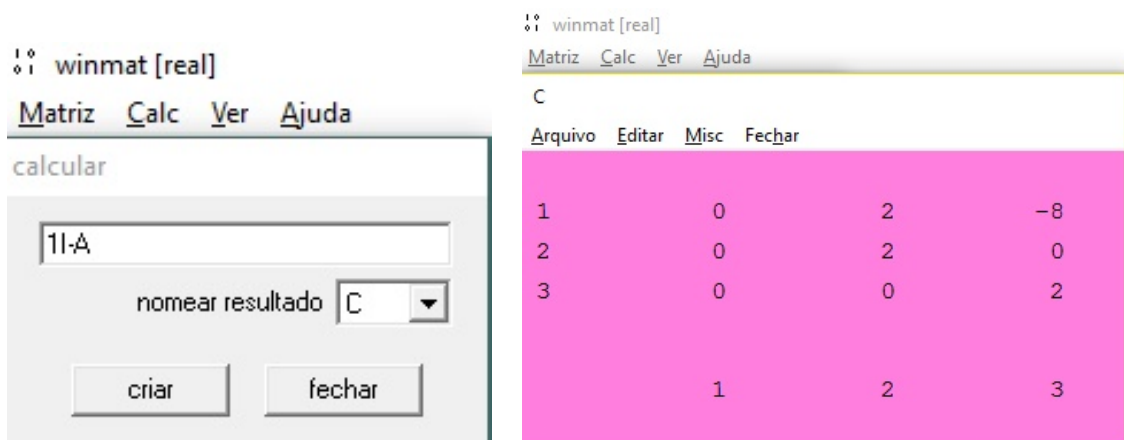 winmat [real]
Matriz Calc Ver Ajuda
calcular
1I-A
nomear resultado C
criar fechar
winmat [real]
Matriz Calc Ver Ajuda
C
Arquivo Editar Misc Fechar
1 0 2 -8
2 0 2 0
3 0 0 2
1 2 3